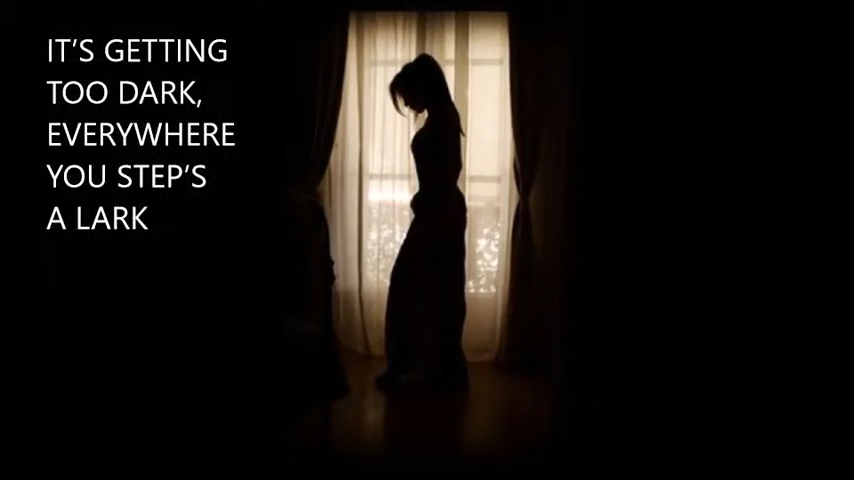 IT’S GETTING
TOO DARK,
EVERYWHERE
YOU STEP’S
A LARK